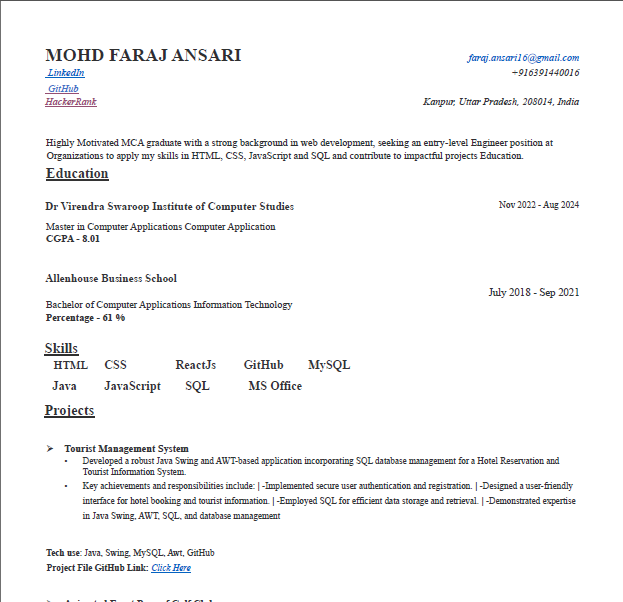 MOHD FARAJ ANSARI
faraj.ansari16@gmail.com
LinkedIn
+916391440016
GitHub
HackerRank
Kanpur, Uttar Pradesh, 208014, India
Highly Motivated MCA graduate with a strong background in web development, seeking an entry-level Engineer position at
Organizations to apply my skills in HTML, CSS, JavaScript and SQL and contribute to impactful projects Education.
Education
Dr Virendra Swaroop Institute of Computer Studies
Nov 2022 - Aug 2024
Master in Computer Applications Computer Application
CGPA - 8.01
Allenhouse Business School
July 2018 - Sep 2021
Bachelor of Computer Applications Information Technology
Percentage - 61 %
Skills
HTML CSS ReactJs GitHub MySQL
Java JavaScript SQL MS Office
Projects
➢ Tourist Management System
• Developed a robust Java Swing and AWT-based application incorporating SQL database management for a Hotel Reservation and
Tourist Information System.
• Key achievements and responsibilities include: | -Implemented secure user authentication and registration. | -Designed a user-friendly
interface for hotel booking and tourist information. | -Employed SQL for efficient data storage and retrieval. | -Demonstrated expertise
in Java Swing, AWT, SQL, and database management
Tech use: Java, Swing, MySQL, Awt, GitHub
Project File GitHub Link: Click Here